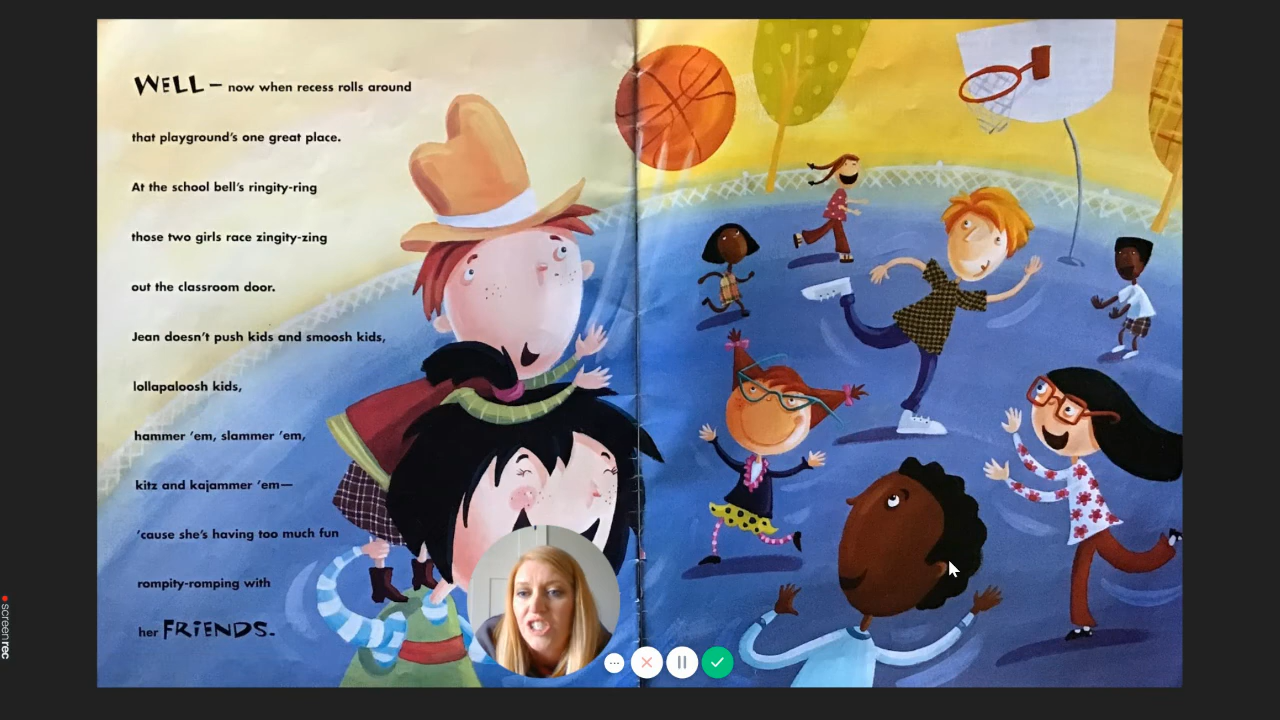 WELL — now when recess rolls around
that playground's one great place.
At the school bell's ringity-ring
those two girls race zingity-zing
out the classroom door.
Jean doesn't push kids and smoosh kids,
lollapaloosh kids,
hammer 'em, slammer 'em,
kitz and kajammer 'em—
'cause she's having too much fun
rompity-romping with
her FRiENDS.
screenrec